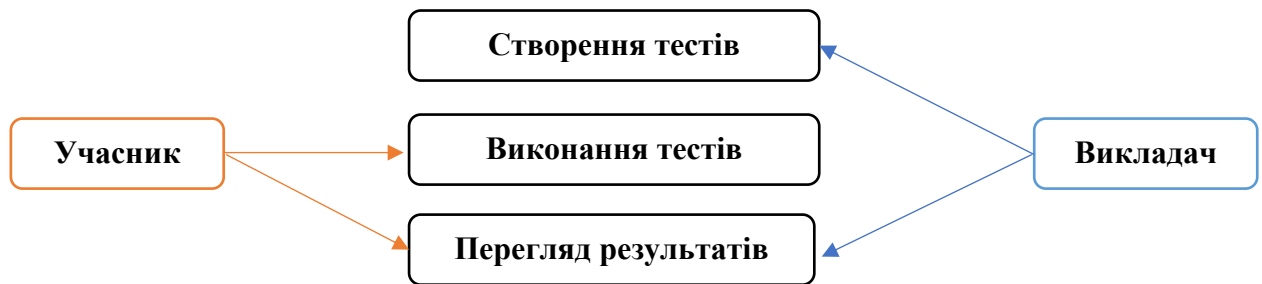 Створення тестів
Учасник
Виконання тестів
Викладач
Перегляд результатів